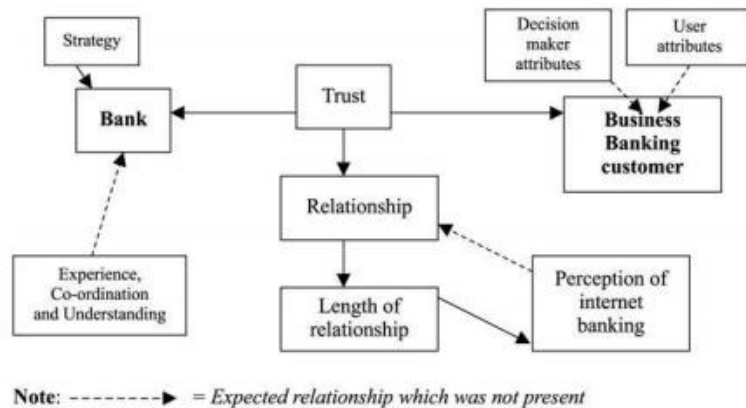 Strategy
Decision
maker
attributes
User
attributes
Bank
Trust
Business
Banking
customer
Relationship
Experience,
Co-ordination
and Understanding
Length of
relationship
Perception of
internet
banking
Note: = Expected relationship which was not present